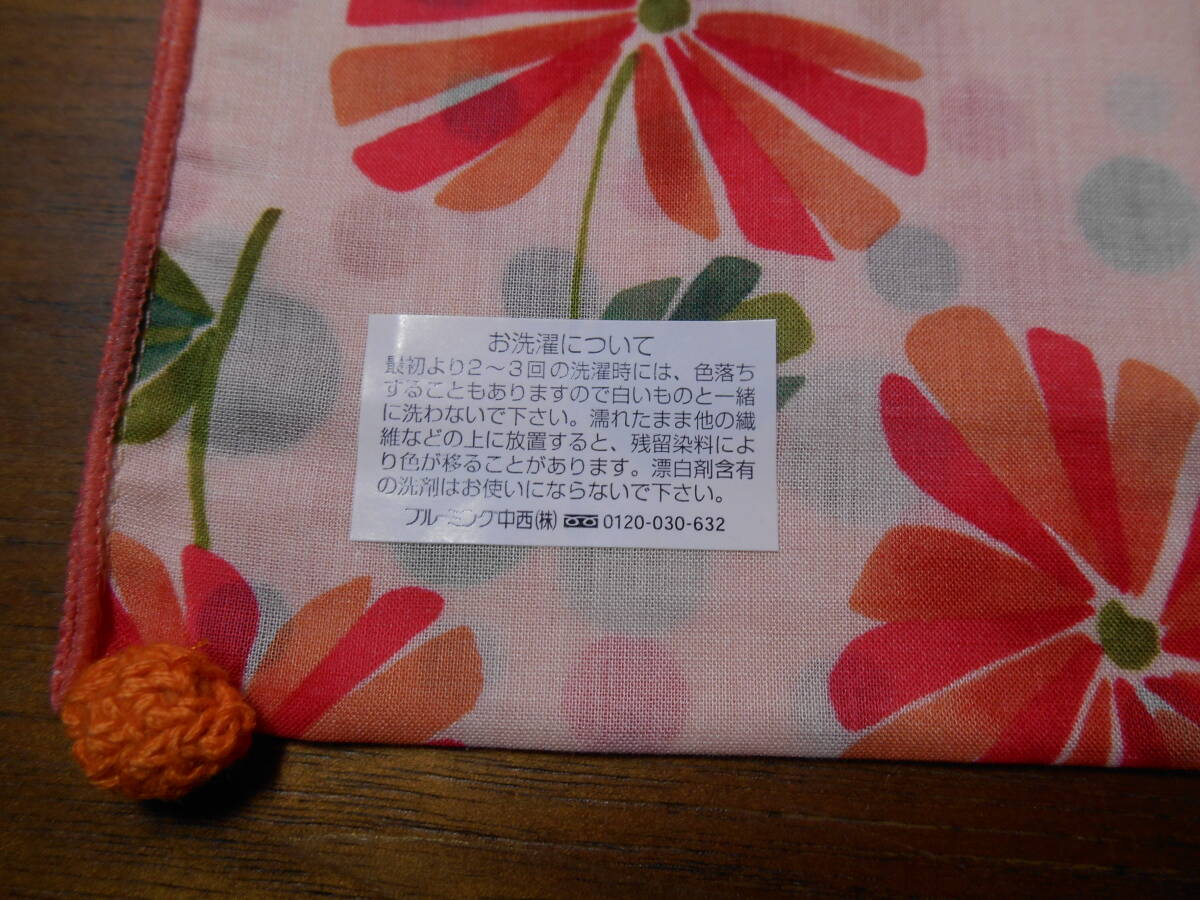 お洗濯について
最初より2〜3回の洗濯時には、色落ち
することもありますので白いものと一緒
に洗わないで下さい。濡れたまま他の繊
維などの上に放置すると、残留染料によ
り色が移ることがあります。漂白剤含有
の洗剤はお使いにならないで下さい。
ブルーミング中西(株) 0120-030-632